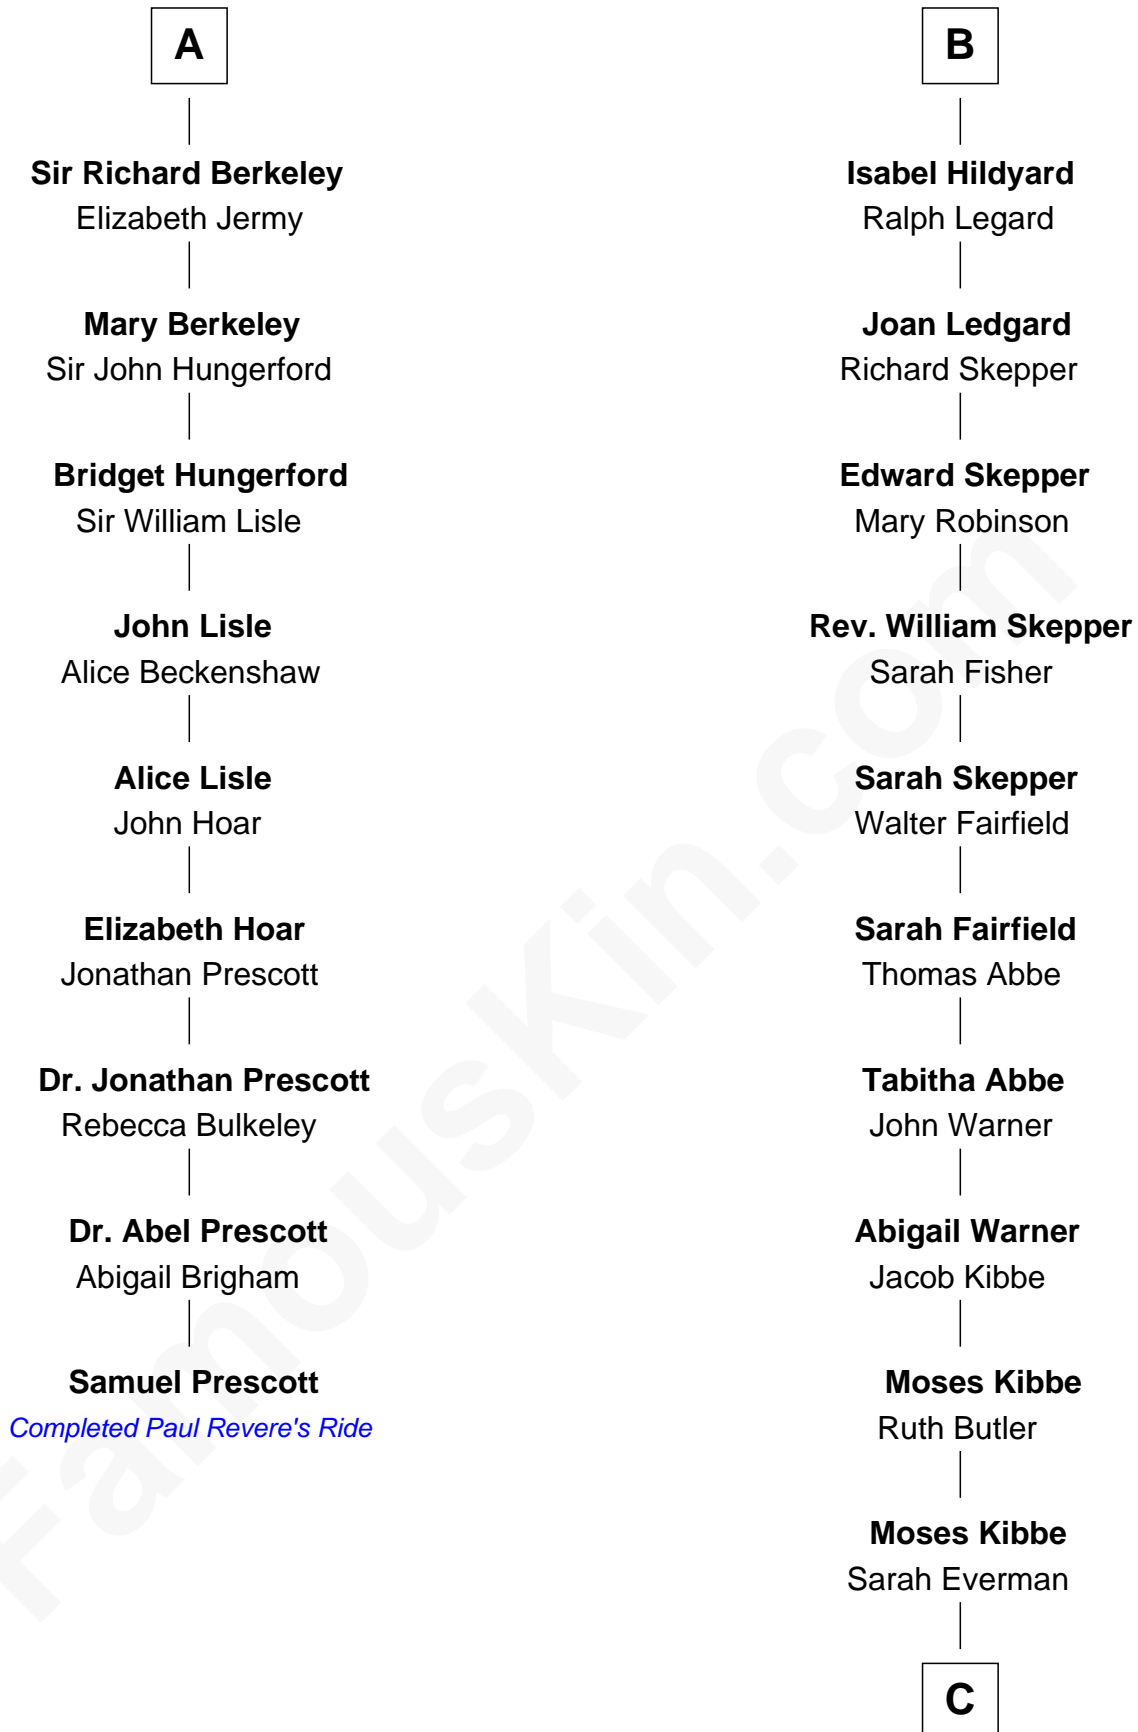 A
Sir Richard Berkeley
Elizabeth Jermy
Mary Berkeley
Sir John Hungerford
Bridget Hungerford
Sir William Lisle
John Lisle
Alice Beckenshaw
Alice Lisle
John Hoar
Elizabeth Hoar
Jonathan Prescott
Dr. Jonathan Prescott
Rebecca Bulkeley
Dr. Abel Prescott
Abigail Brigham
Samuel Prescott
Completed Paul Revere's Ride
B
Isabel Hildyard
Ralph Legard
Joan Ledgard
Richard Skepper
Edward Skepper
Mary Robinson
Rev. William Skepper
Sarah Fisher
Sarah Skepper
Walter Fairfield
Sarah Fairfield
Thomas Abbe
Tabitha Abbe
John Warner
Abigail Warner
Jacob Kibbe
Moses Kibbe
Ruth Butler
Moses Kibbe
Sarah Everman
C
FamousKin.com